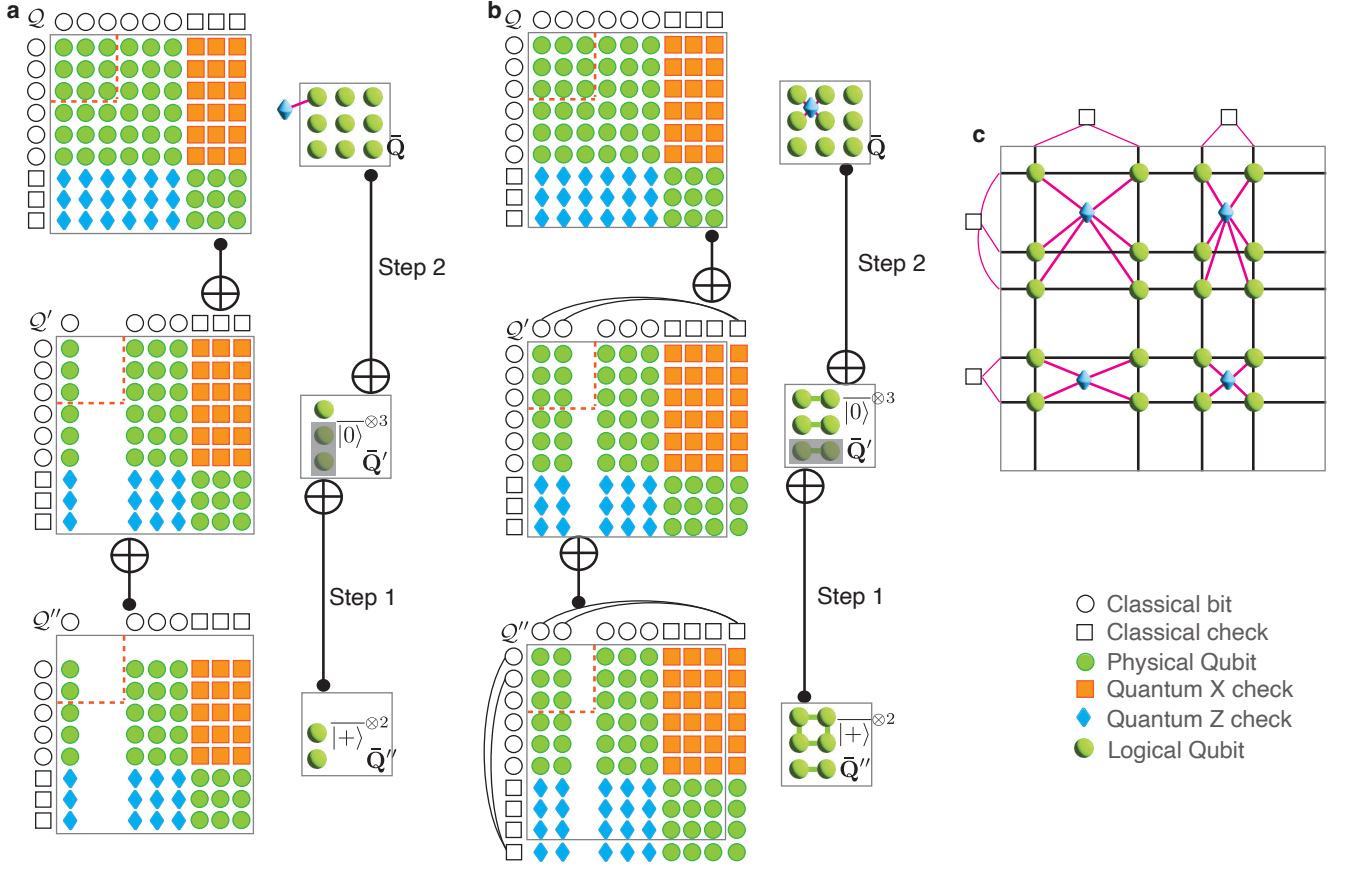 a
𝒬
Q̄
Step 2
𝒬′
|0⟩^⊗3
Q̄′
Step 1
𝒬″
|+⟩^⊗2
Q̄″
b
𝒬
Q̄
Step 2
𝒬′
|0⟩^⊗3
Q̄′
Step 1
𝒬″
|+⟩^⊗2
Q̄″
c
Classical bit
Classical check
Physical Qubit
Quantum X check
Quantum Z check
Logical Qubit